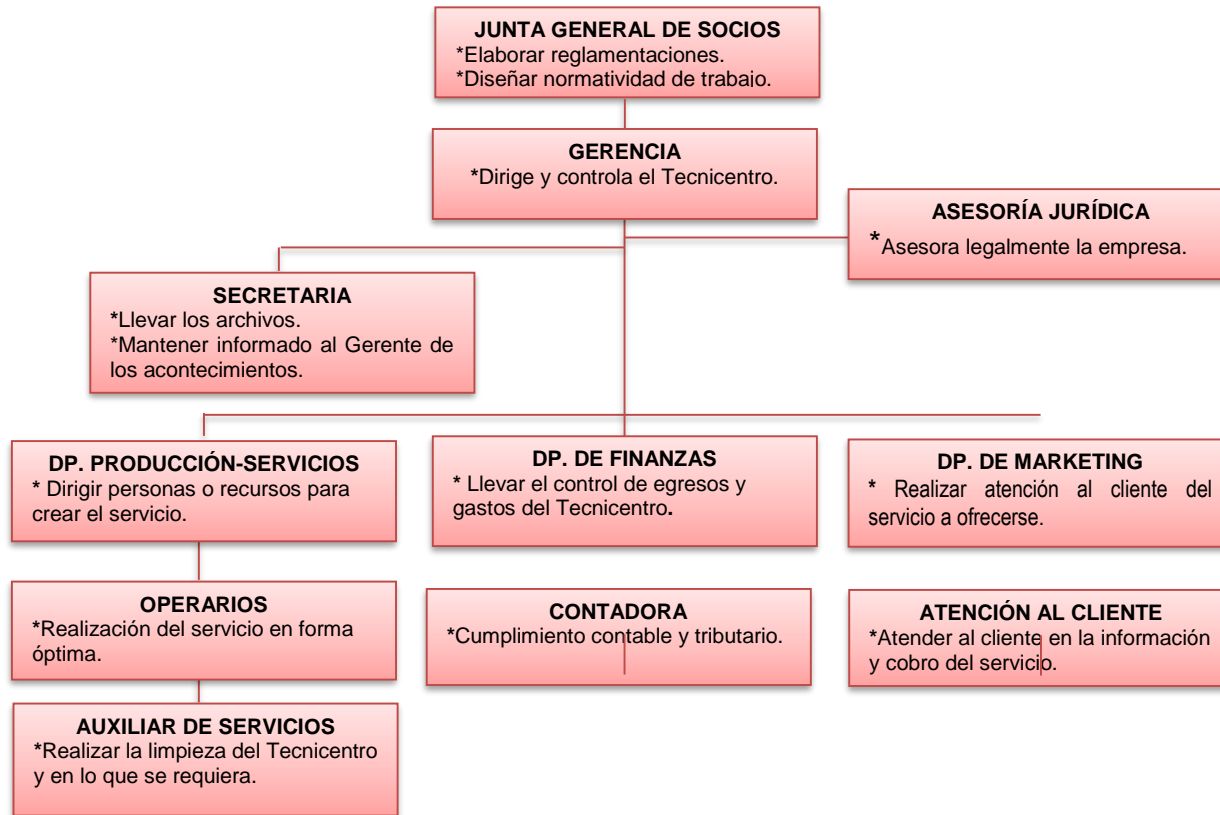 JUNTA GENERAL DE SOCIOS
*Elaborar reglamentaciones.
*Diseñar normatividad de trabajo.
GERENCIA
*Dirige y controla el Tecnicentro.
ASESORÍA JURÍDICA
*Asesora legalmente la empresa.
SECRETARIA
*Llevar los archivos.
*Mantener informado al Gerente de
los acontecimientos.
DP. PRODUCCIÓN-SERVICIOS
* Dirigir personas o recursos para
crear el servicio.
DP. DE FINANZAS
* Llevar el control de egresos y
gastos del Tecnicentro.
DP. DE MARKETING
* Realizar atención al cliente del
servicio a ofrecerse.
OPERARIOS
*Realización del servicio en forma
óptima.
CONTADORA
*Cumplimiento contable y tributario.
ATENCIÓN AL CLIENTE
*Atender al cliente en la información
y cobro del servicio.
AUXILIAR DE SERVICIOS
*Realizar la limpieza del Tecnicentro
y en lo que se requiera.